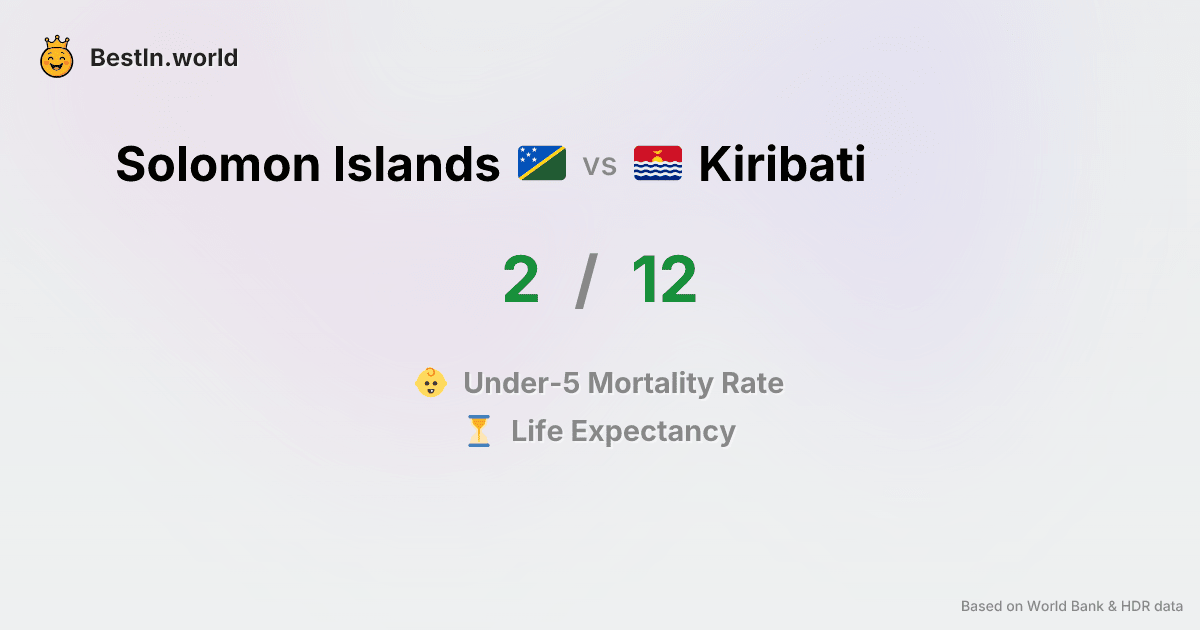 BestIn.world
Solomon Islands vs Kiribati
2 / 12
Under-5 Mortality Rate
Life Expectancy
Based on World Bank & HDR data